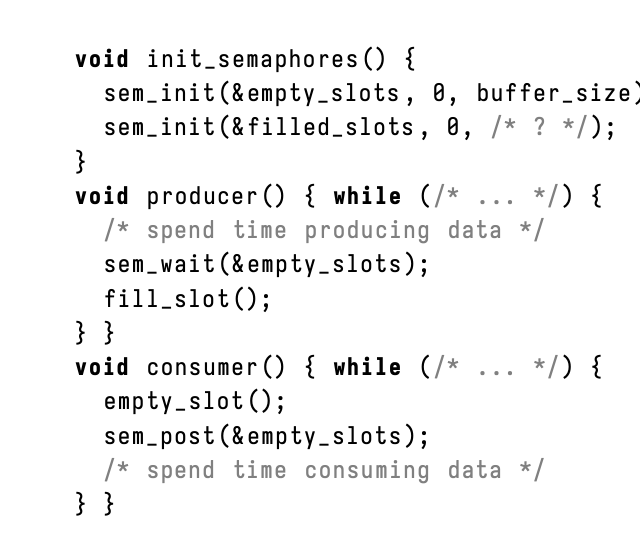 void init_semaphores() {
  sem_init(&empty_slots, 0, buffer_size)
  sem_init(&filled_slots, 0, /* ? */);
}
void producer() { while (/* ... */) {
  /* spend time producing data */
  sem_wait(&empty_slots);
  fill_slot();
} }
void consumer() { while (/* ... */) {
  empty_slot();
  sem_post(&empty_slots);
  /* spend time consuming data */
} }